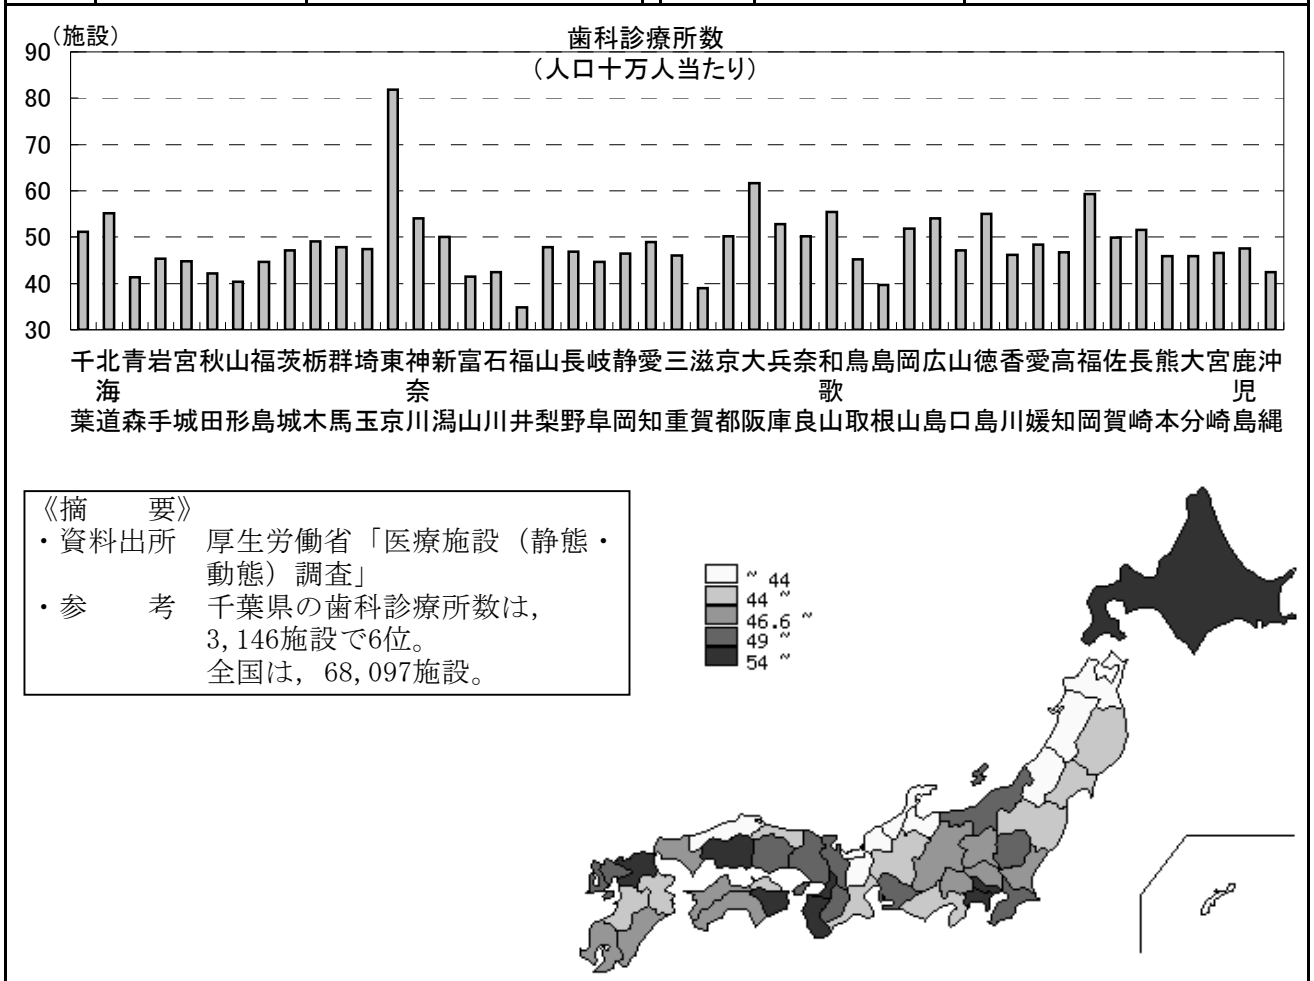 (施設)
歯科診療所数
(人口十万人当たり)
90
80
70
60
50
40
30
千葉 北海道 青森 岩手 宮城 秋田 山形 福島 茨城 栃木 群馬 埼玉 東京 神奈川 新潟 富山 石川 福井 山梨 長野 岐阜 静岡 愛知 三重 滋賀 京都 大阪 兵庫 奈良 和歌山 鳥取 島根 岡山 広島 山口 徳島 香川 愛媛 高知 福岡 佐賀 長崎 熊本 大分 宮崎 鹿児島 沖縄
《摘　　要》
・資料出所　厚生労働省「医療施設（静態・
動態）調査」
・参　　考　千葉県の歯科診療所数は，
3,146施設で6位。
全国は，68,097施設。
~ 44
44 ~
46.6 ~
49 ~
54 ~